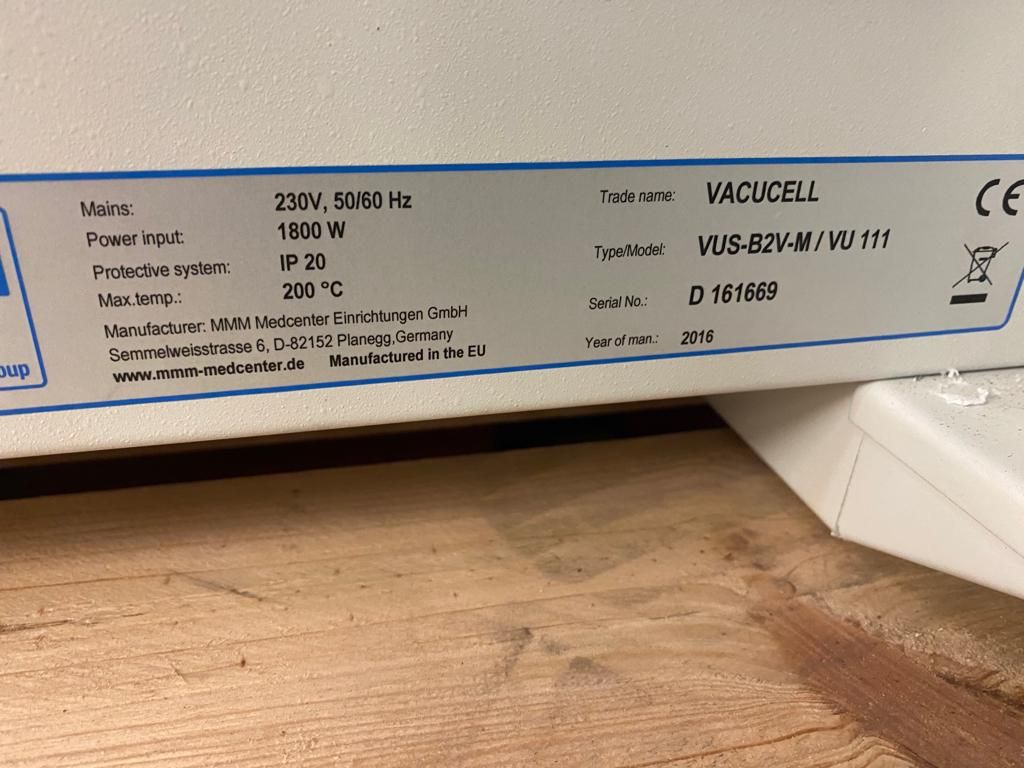 Mains: 230V, 50/60 Hz
Power input: 1800 W
Protective system: IP 20
Max.temp.: 200 °C
Manufacturer: MMM Medcenter Einrichtungen GmbH
Semmelweisstrasse 6, D-82152 Planegg,Germany
www.mmm-medcenter.de Manufactured in the EU
Trade name: VACUCELL
Type/Model: VUS-B2V-M / VU 111
Serial No.: D 161669
Year of man.: 2016
CE